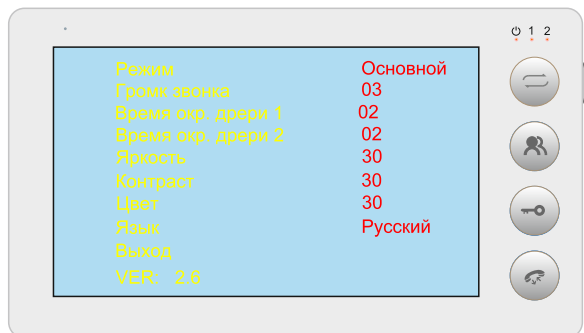 1 2
Режим Основной
Громк звонка 03
Время окр. дрери 1 02
Время окр. дрери 2 02
Яркость 30
Контраст 30
Цвет 30
Язык Русский
Выход
VER: 2.6